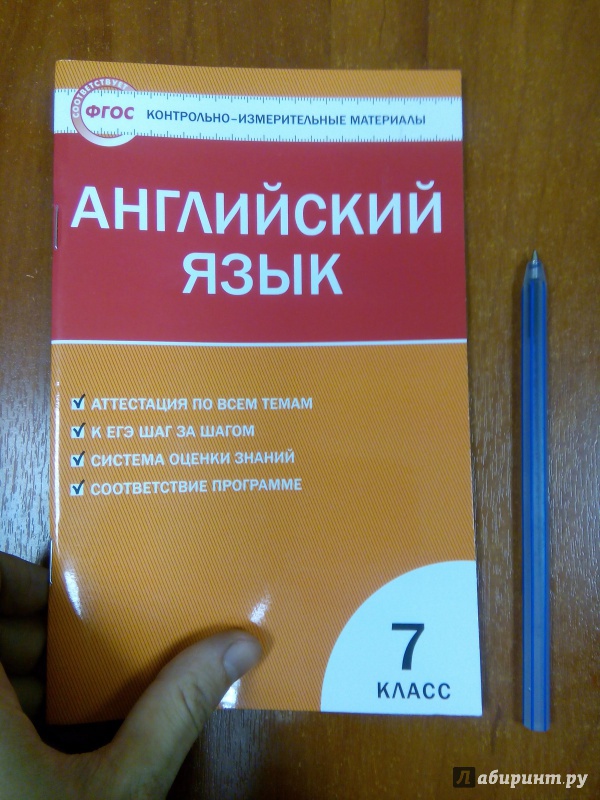 СООТВЕТСТВУЕТ
ФГОС
КОНТРОЛЬНО-ИЗМЕРИТЕЛЬНЫЕ МАТЕРИАЛЫ
АНГЛИЙСКИЙ
ЯЗЫК
АТТЕСТАЦИЯ ПО ВСЕМ ТЕМАМ
К ЕГЭ ШАГ ЗА ШАГОМ
СИСТЕМА ОЦЕНКИ ЗНАНИЙ
СООТВЕТСТВИЕ ПРОГРАММЕ
7
КЛАСС
Лабиринт.ру